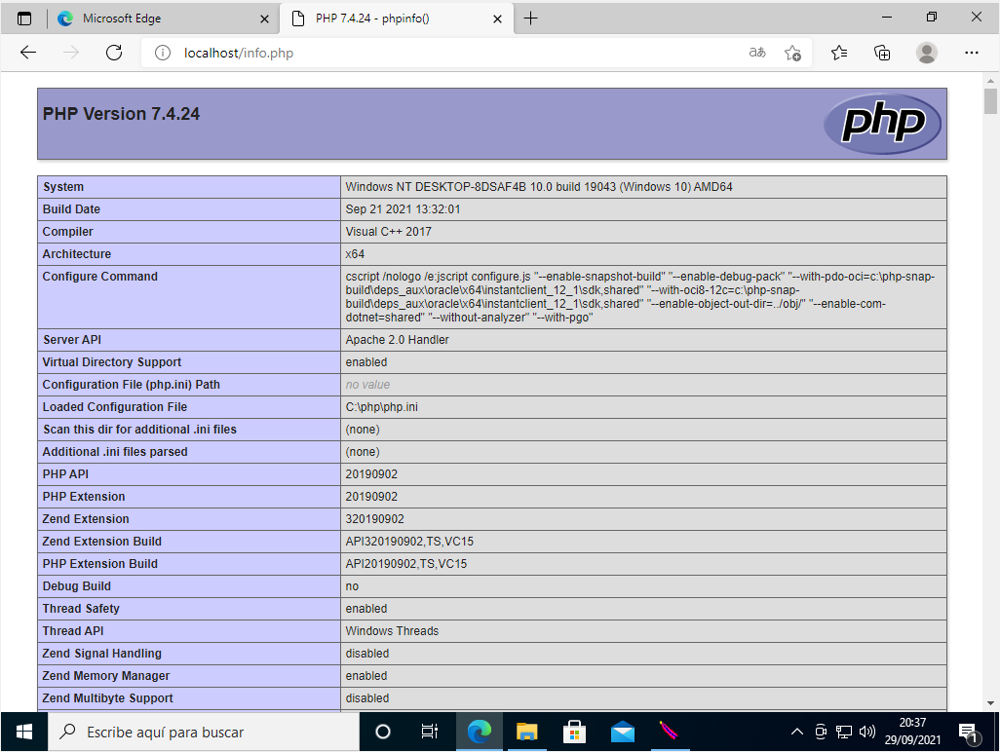 Microsoft Edge
PHP 7.4.24 - phpinfo()
localhost/info.php
aあ
PHP Version 7.4.24
php
System Windows NT DESKTOP-8DSAF4B 10.0 build 19043 (Windows 10) AMD64
Build Date Sep 21 2021 13:32:01
Compiler Visual C++ 2017
Architecture x64
Configure Command cscript /nologo /e:jscript configure.js "--enable-snapshot-build" "--enable-debug-pack" "--with-pdo-oci=c:\php-snap-
build\deps_aux\oracle\x64\instantclient_12_1\sdk,shared" "--with-oci8-12c=c:\php-snap-
build\deps_aux\oracle\x64\instantclient_12_1\sdk,shared" "--enable-object-out-dir=../obj/" "--enable-com-
dotnet=shared" "--without-analyzer" "--with-pgo"
Server API Apache 2.0 Handler
Virtual Directory Support enabled
Configuration File (php.ini) Path no value
Loaded Configuration File C:\php\php.ini
Scan this dir for additional .ini files (none)
Additional .ini files parsed (none)
PHP API 20190902
PHP Extension 20190902
Zend Extension 320190902
Zend Extension Build API320190902,TS,VC15
PHP Extension Build API20190902,TS,VC15
Debug Build no
Thread Safety enabled
Thread API Windows Threads
Zend Signal Handling disabled
Zend Memory Manager enabled
Zend Multibyte Support disabled
Escribe aquí para buscar
20:37
29/09/2021
1